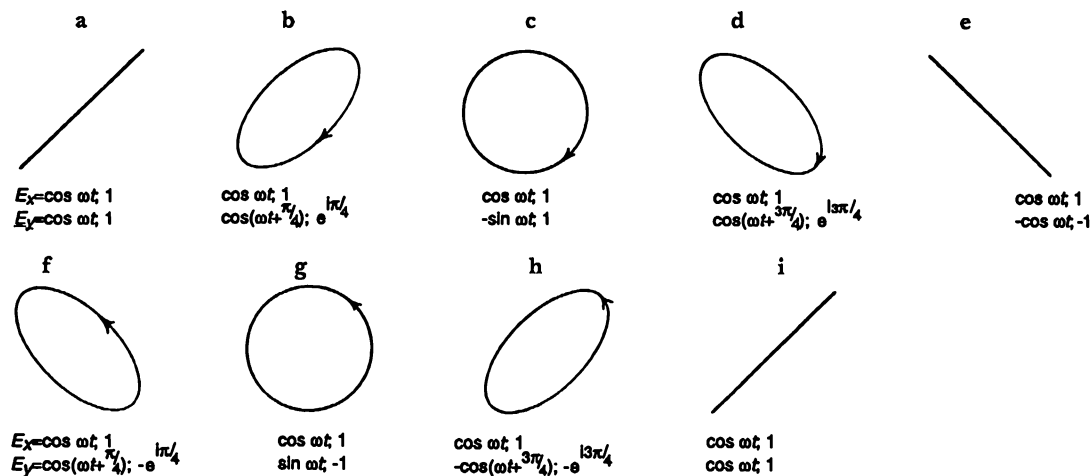 a b c d e
Eₓ=cos ωt; 1 cos ωt; 1 cos ωt; 1 cos ωt; 1 cos ωt; 1
E_y=cos ωt; 1 cos(ωt+π/4); e^iπ/4 -sin ωt; 1 cos(ωt+3π/4); e^i3π/4 -cos ωt; -1
f g h i
Eₓ=cos ωt; 1 cos ωt; 1 cos ωt; 1 cos ωt; 1
E_y=cos(ωt+π/4); -e^iπ/4 sin ωt; -1 -cos(ωt+3π/4); -e^i3π/4 cos ωt; 1